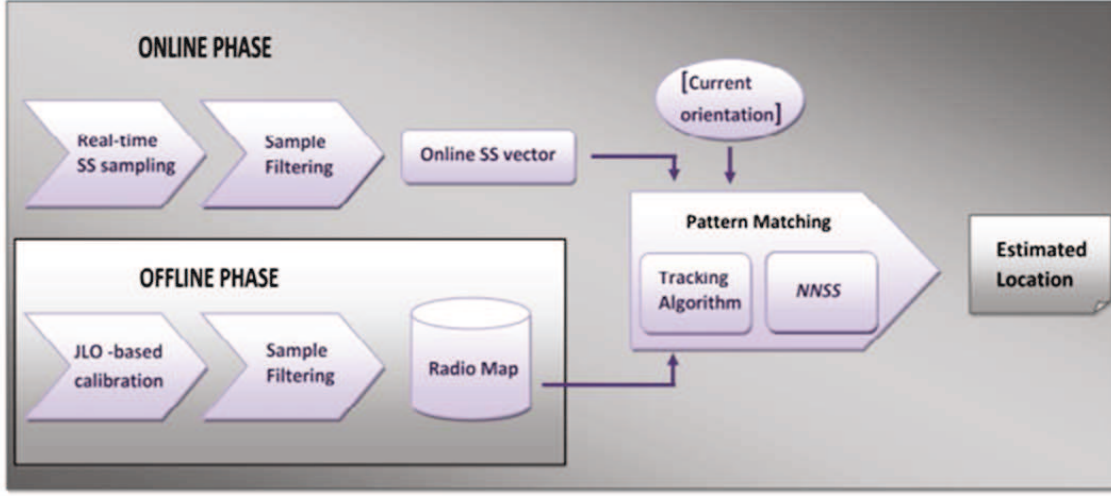 ONLINE PHASE
Real-time
SS sampling
Sample
Filtering
Online SS vector
[Current
orientation]
Pattern Matching
Tracking
Algorithm
NNSS
Estimated
Location
OFFLINE PHASE
JLO -based
calibration
Sample
Filtering
Radio Map